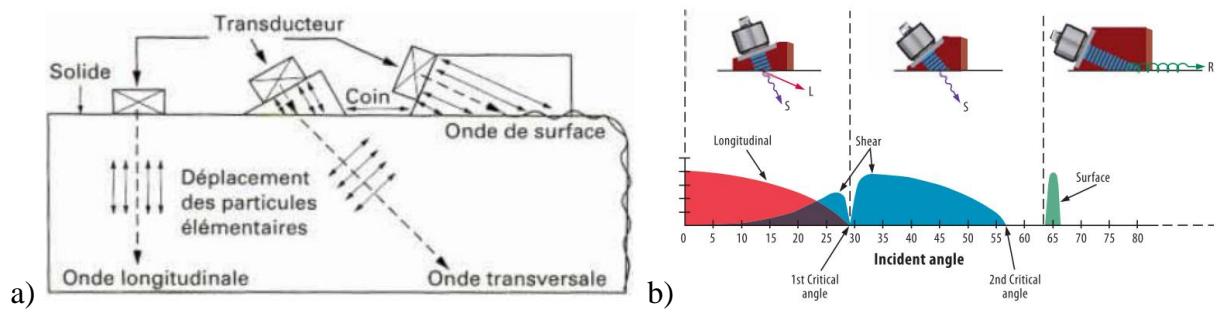 Transducteur
Solide
Coin
Onde de surface
Déplacement
des particules
élémentaires
Onde longitudinale
Onde transversale
a)
S
L
S
R
Longitudinal
Shear
Surface
0 5 10 15 20 25 30 35 40 45 50 55 60 65 70 75 80
1st Critical
angle
Incident angle
2nd Critical
angle
b)